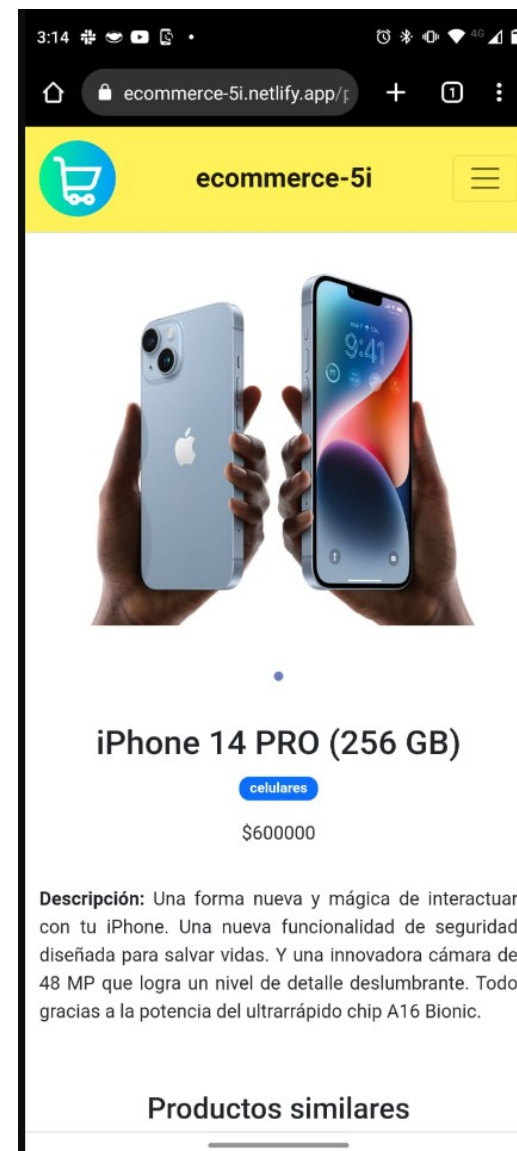 3:14
4G
ecommerce-5i.netlify.app/p
1
ecommerce-5i
9:41
iPhone 14 PRO (256 GB)
celulares
$600000
Descripción: Una forma nueva y mágica de interactuar
con tu iPhone. Una nueva funcionalidad de seguridad
diseñada para salvar vidas. Y una innovadora cámara de
48 MP que logra un nivel de detalle deslumbrante. Todo
gracias a la potencia del ultrarrápido chip A16 Bionic.
Productos similares